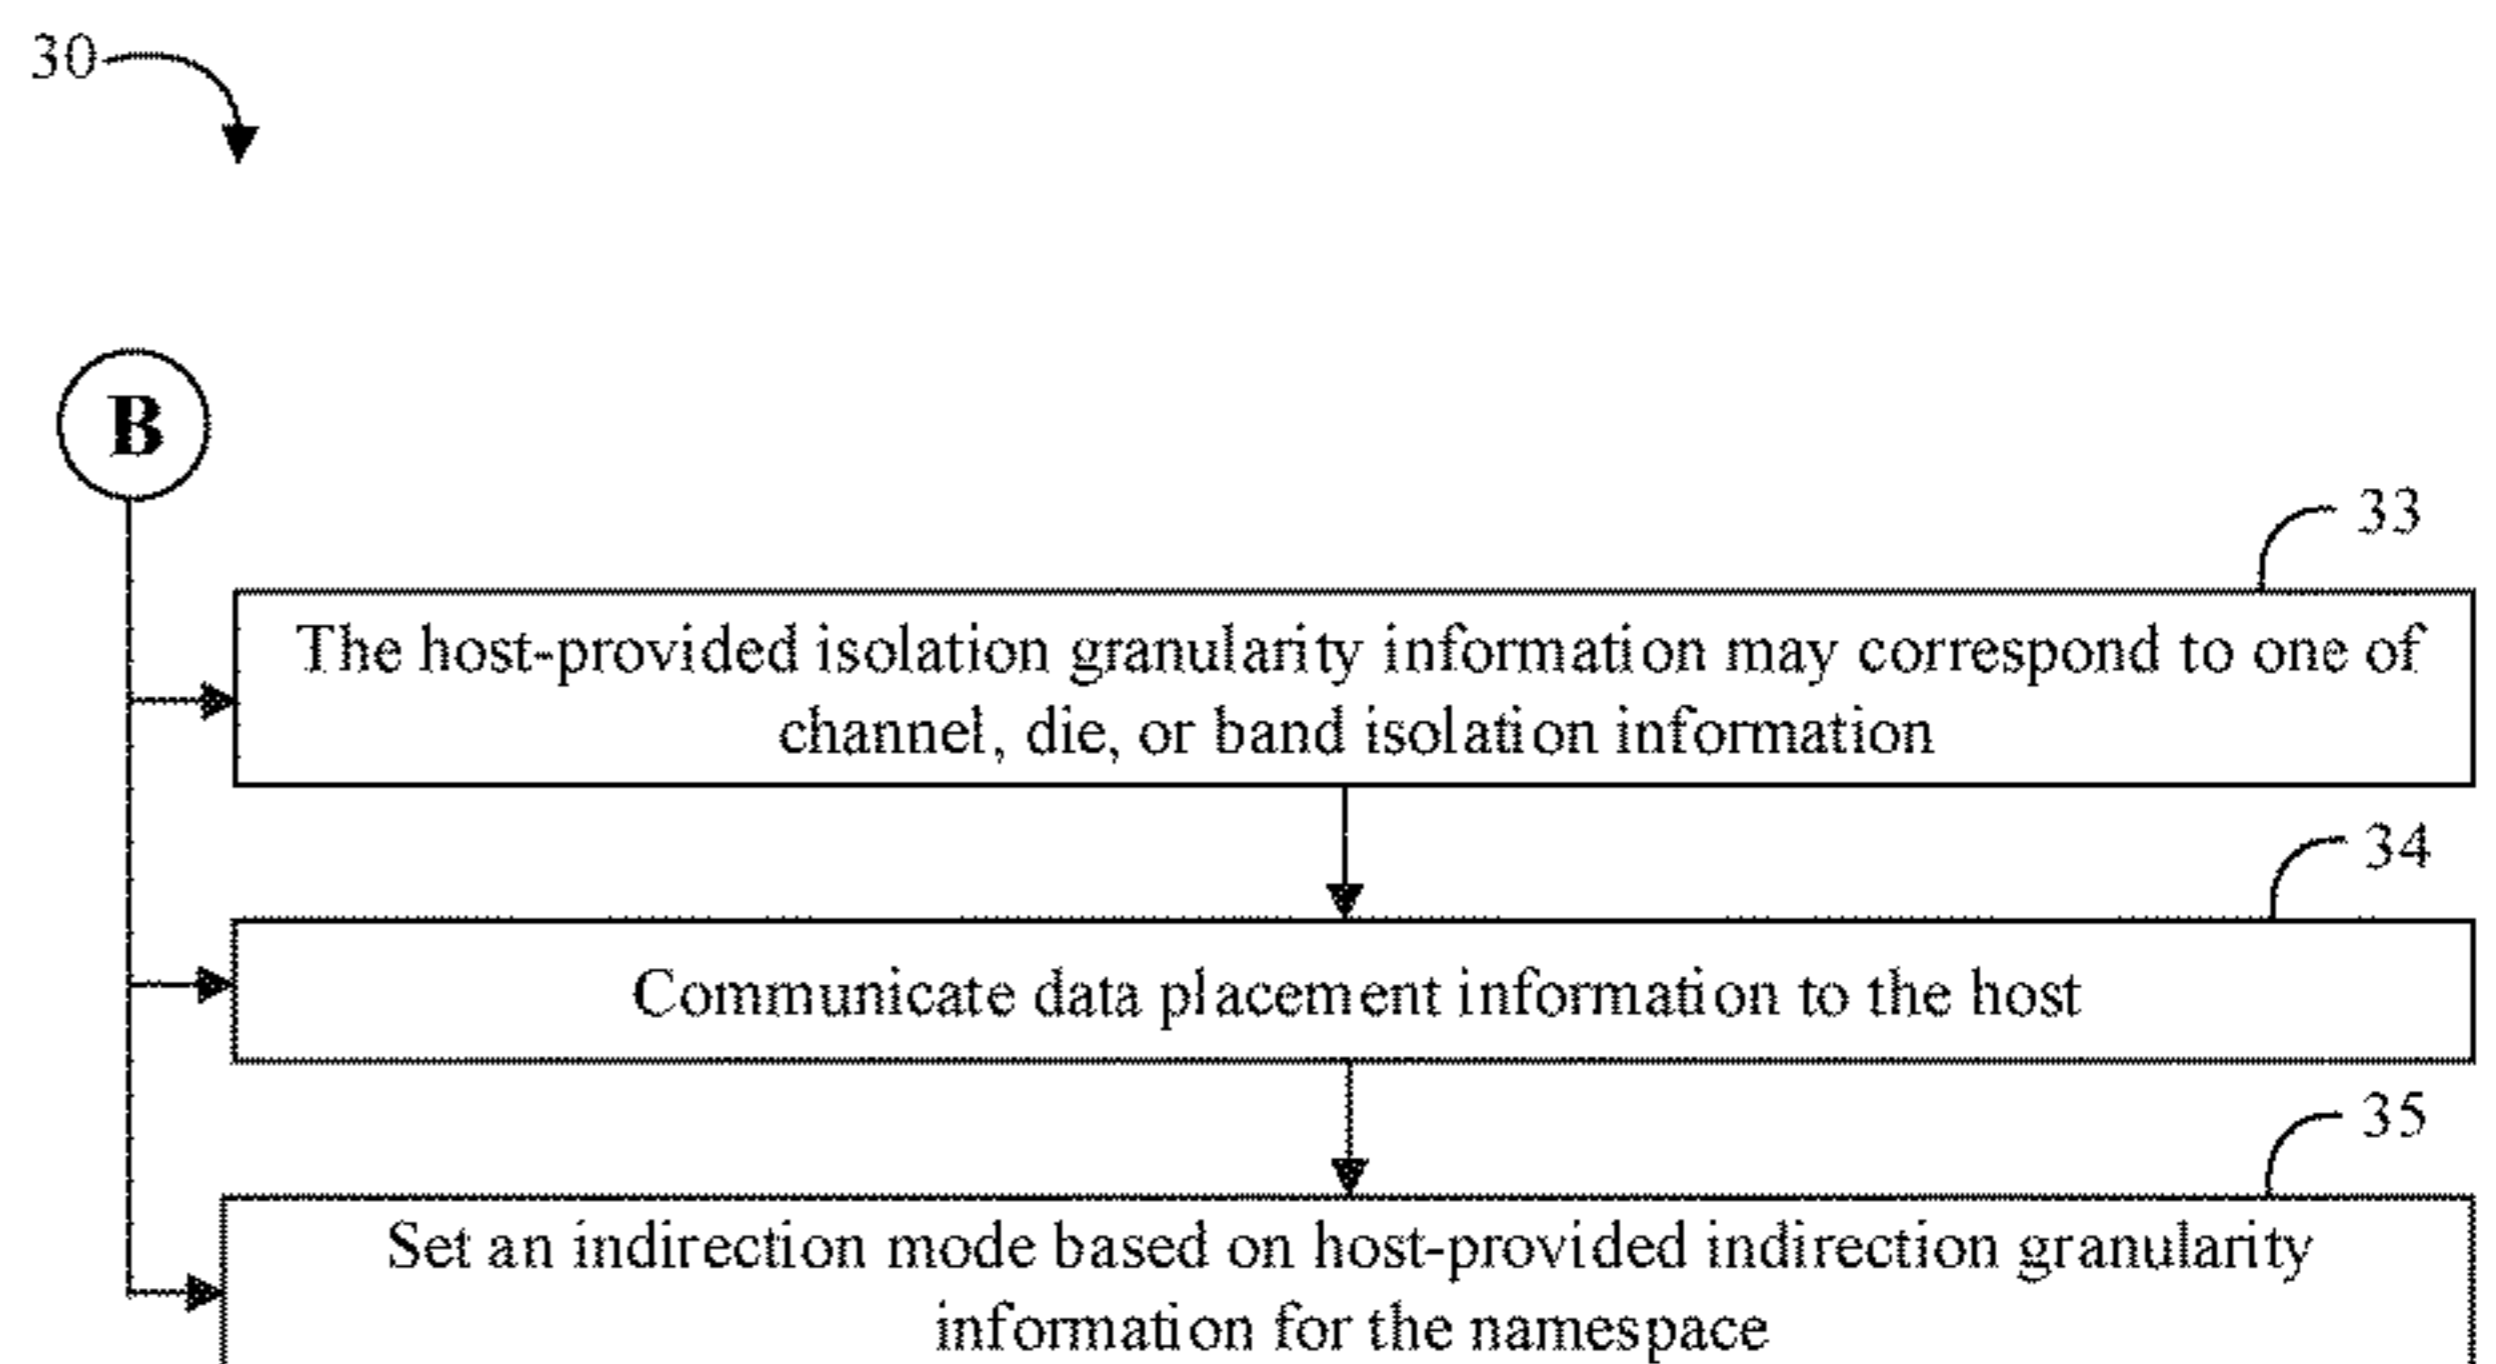 30
B
33
The host-provided isolation granularity information may correspond to one of
channel, die, or band isolation information
34
Communicate data placement information to the host
35
Set an indirection mode based on host-provided indirection granularity
information for the namespace